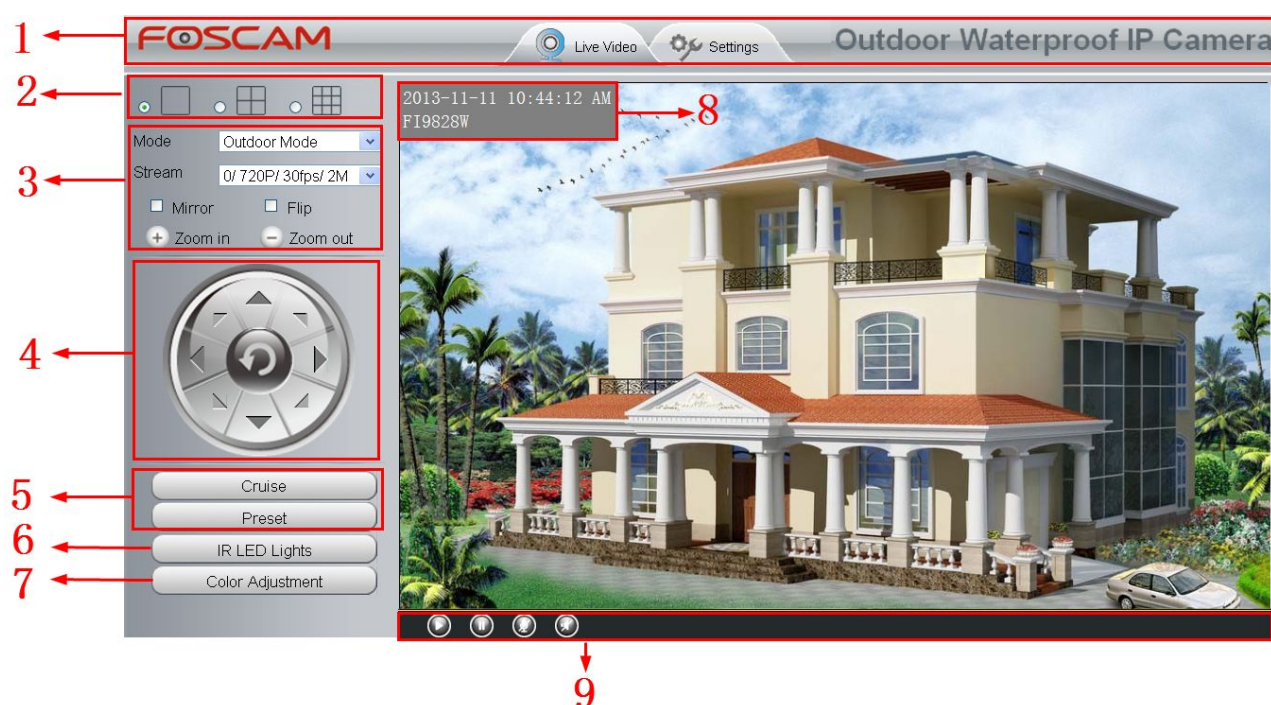 1
FOSCAM
Live Video
Settings
Outdoor Waterproof IP Camera
2
3
Mode
Outdoor Mode
Stream
0/ 720P/ 30fps/ 2M
Mirror
Flip
Zoom in
Zoom out
4
5
Cruise
Preset
6
IR LED Lights
7
Color Adjustment
2013-11-11 10:44:12 AM
FI9828W
8
9